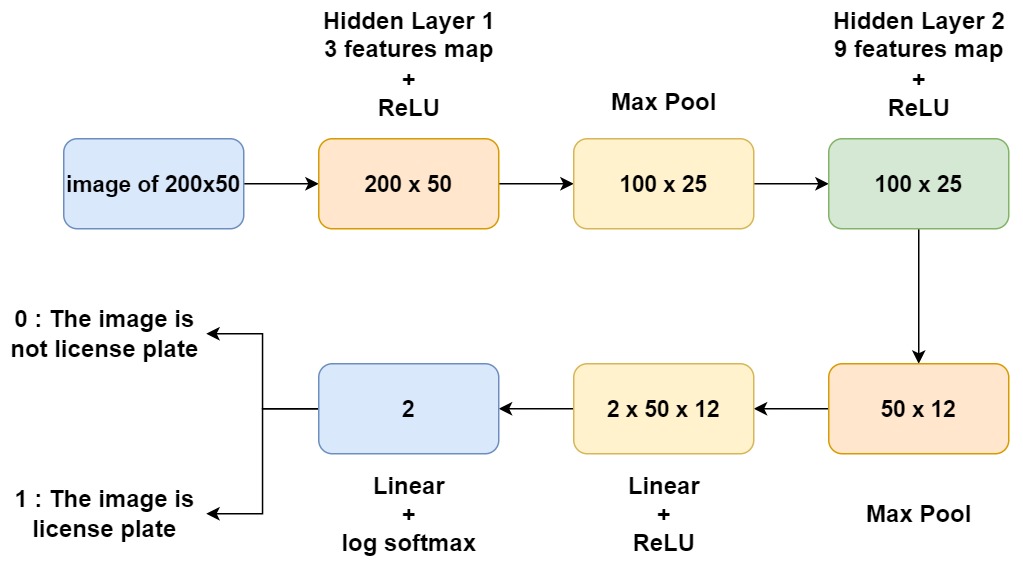 Hidden Layer 1
3 features map
+
ReLU
Max Pool
Hidden Layer 2
9 features map
+
ReLU
image of 200x50
200 x 50
100 x 25
100 x 25
0 : The image is
not license plate
1 : The image is
license plate
2
2 x 50 x 12
50 x 12
Linear
+
log softmax
Linear
+
ReLU
Max Pool